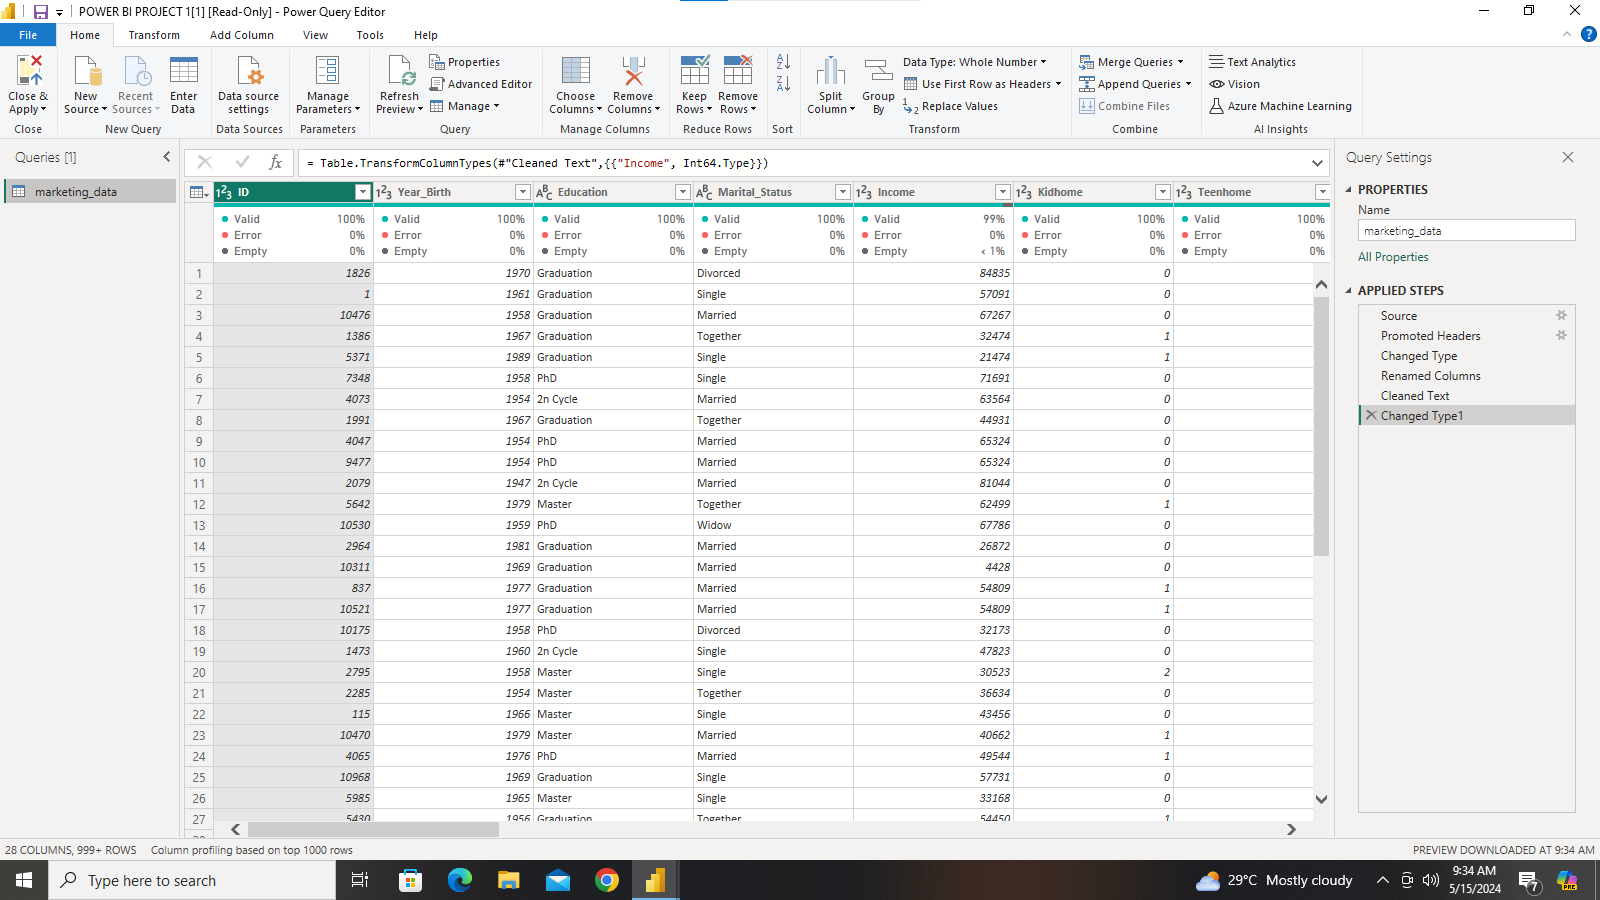 POWER BI PROJECT 1[1] [Read-Only] - Power Query Editor
File Home Transform Add Column View Tools Help
Close & Apply
Close
New Source
Recent Sources
Enter Data
New Query
Data source settings
Data Sources
Manage Parameters
Parameters
Refresh Preview
Properties
Advanced Editor
Manage
Query
Choose Columns
Remove Columns
Manage Columns
Keep Rows
Remove Rows
Reduce Rows
Sort
Split Column
Group By
Data Type: Whole Number
Use First Row as Headers
Replace Values
Transform
Merge Queries
Append Queries
Combine Files
Combine
Text Analytics
Vision
Azure Machine Learning
AI Insights
Queries [1]
marketing_data
fx = Table.TransformColumnTypes(#"Cleaned Text",{{"Income", Int64.Type}})
ID Year_Birth Education Marital_Status Income Kidhome Teenhome
Valid 100% Valid 100% Valid 100% Valid 100% Valid 99% Valid 100% Valid 100%
Error 0% Error 0% Error 0% Error 0% Error 0% Error 0% Error 0%
Empty 0% Empty 0% Empty 0% Empty 0% Empty < 1% Empty 0% Empty 0%
1 1826 1970 Graduation Divorced 84835 0
2 1 1961 Graduation Single 57091 0
3 10476 1958 Graduation Married 67267 0
4 1386 1967 Graduation Together 32474 1
5 5371 1989 Graduation Single 21474 1
6 7348 1958 PhD Single 71691 0
7 4073 1954 2n Cycle Married 63564 0
8 1991 1967 Graduation Together 44931 0
9 4047 1954 PhD Married 65324 0
10 9477 1954 PhD Married 65324 0
11 2079 1947 2n Cycle Married 81044 0
12 5642 1979 Master Together 62499 1
13 10530 1959 PhD Widow 67786 0
14 2964 1981 Graduation Married 26872 0
15 10311 1969 Graduation Married 4428 0
16 837 1977 Graduation Married 54809 1
17 10521 1977 Graduation Married 54809 1
18 10175 1958 PhD Divorced 32173 0
19 1473 1960 2n Cycle Single 47823 0
20 2795 1958 Master Single 30523 2
21 2285 1954 Master Together 36634 0
22 115 1966 Master Single 43456 0
23 10470 1979 Master Married 40662 1
24 4065 1976 PhD Married 49544 1
25 10968 1969 Graduation Single 57731 0
26 5985 1965 Master Single 33168 0
27 5430 1956 Graduation Together 54450 1
Query Settings
PROPERTIES
Name
marketing_data
All Properties
APPLIED STEPS
Source
Promoted Headers
Changed Type
Renamed Columns
Cleaned Text
Changed Type1
28 COLUMNS, 999+ ROWS Column profiling based on top 1000 rows PREVIEW DOWNLOADED AT 9:34 AM
Type here to search
29°C Mostly cloudy
9:34 AM
5/15/2024
7
PRE